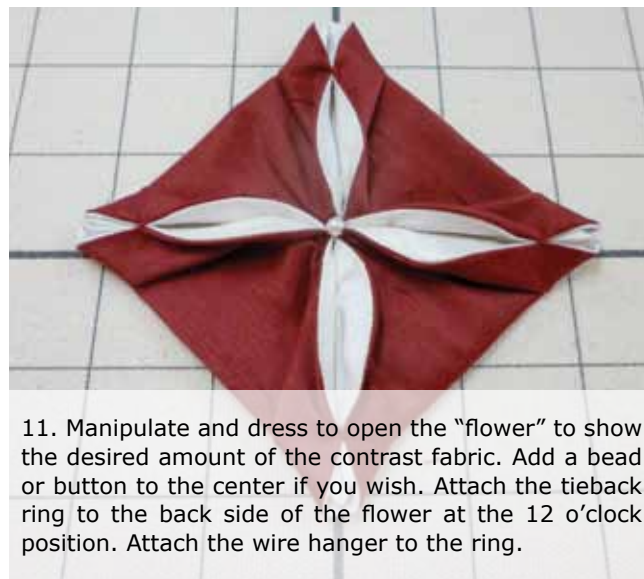 11. Manipulate and dress to open the “flower” to show
the desired amount of the contrast fabric. Add a bead
or button to the center if you wish. Attach the tieback
ring to the back side of the flower at the 12 o’clock
position. Attach the wire hanger to the ring.